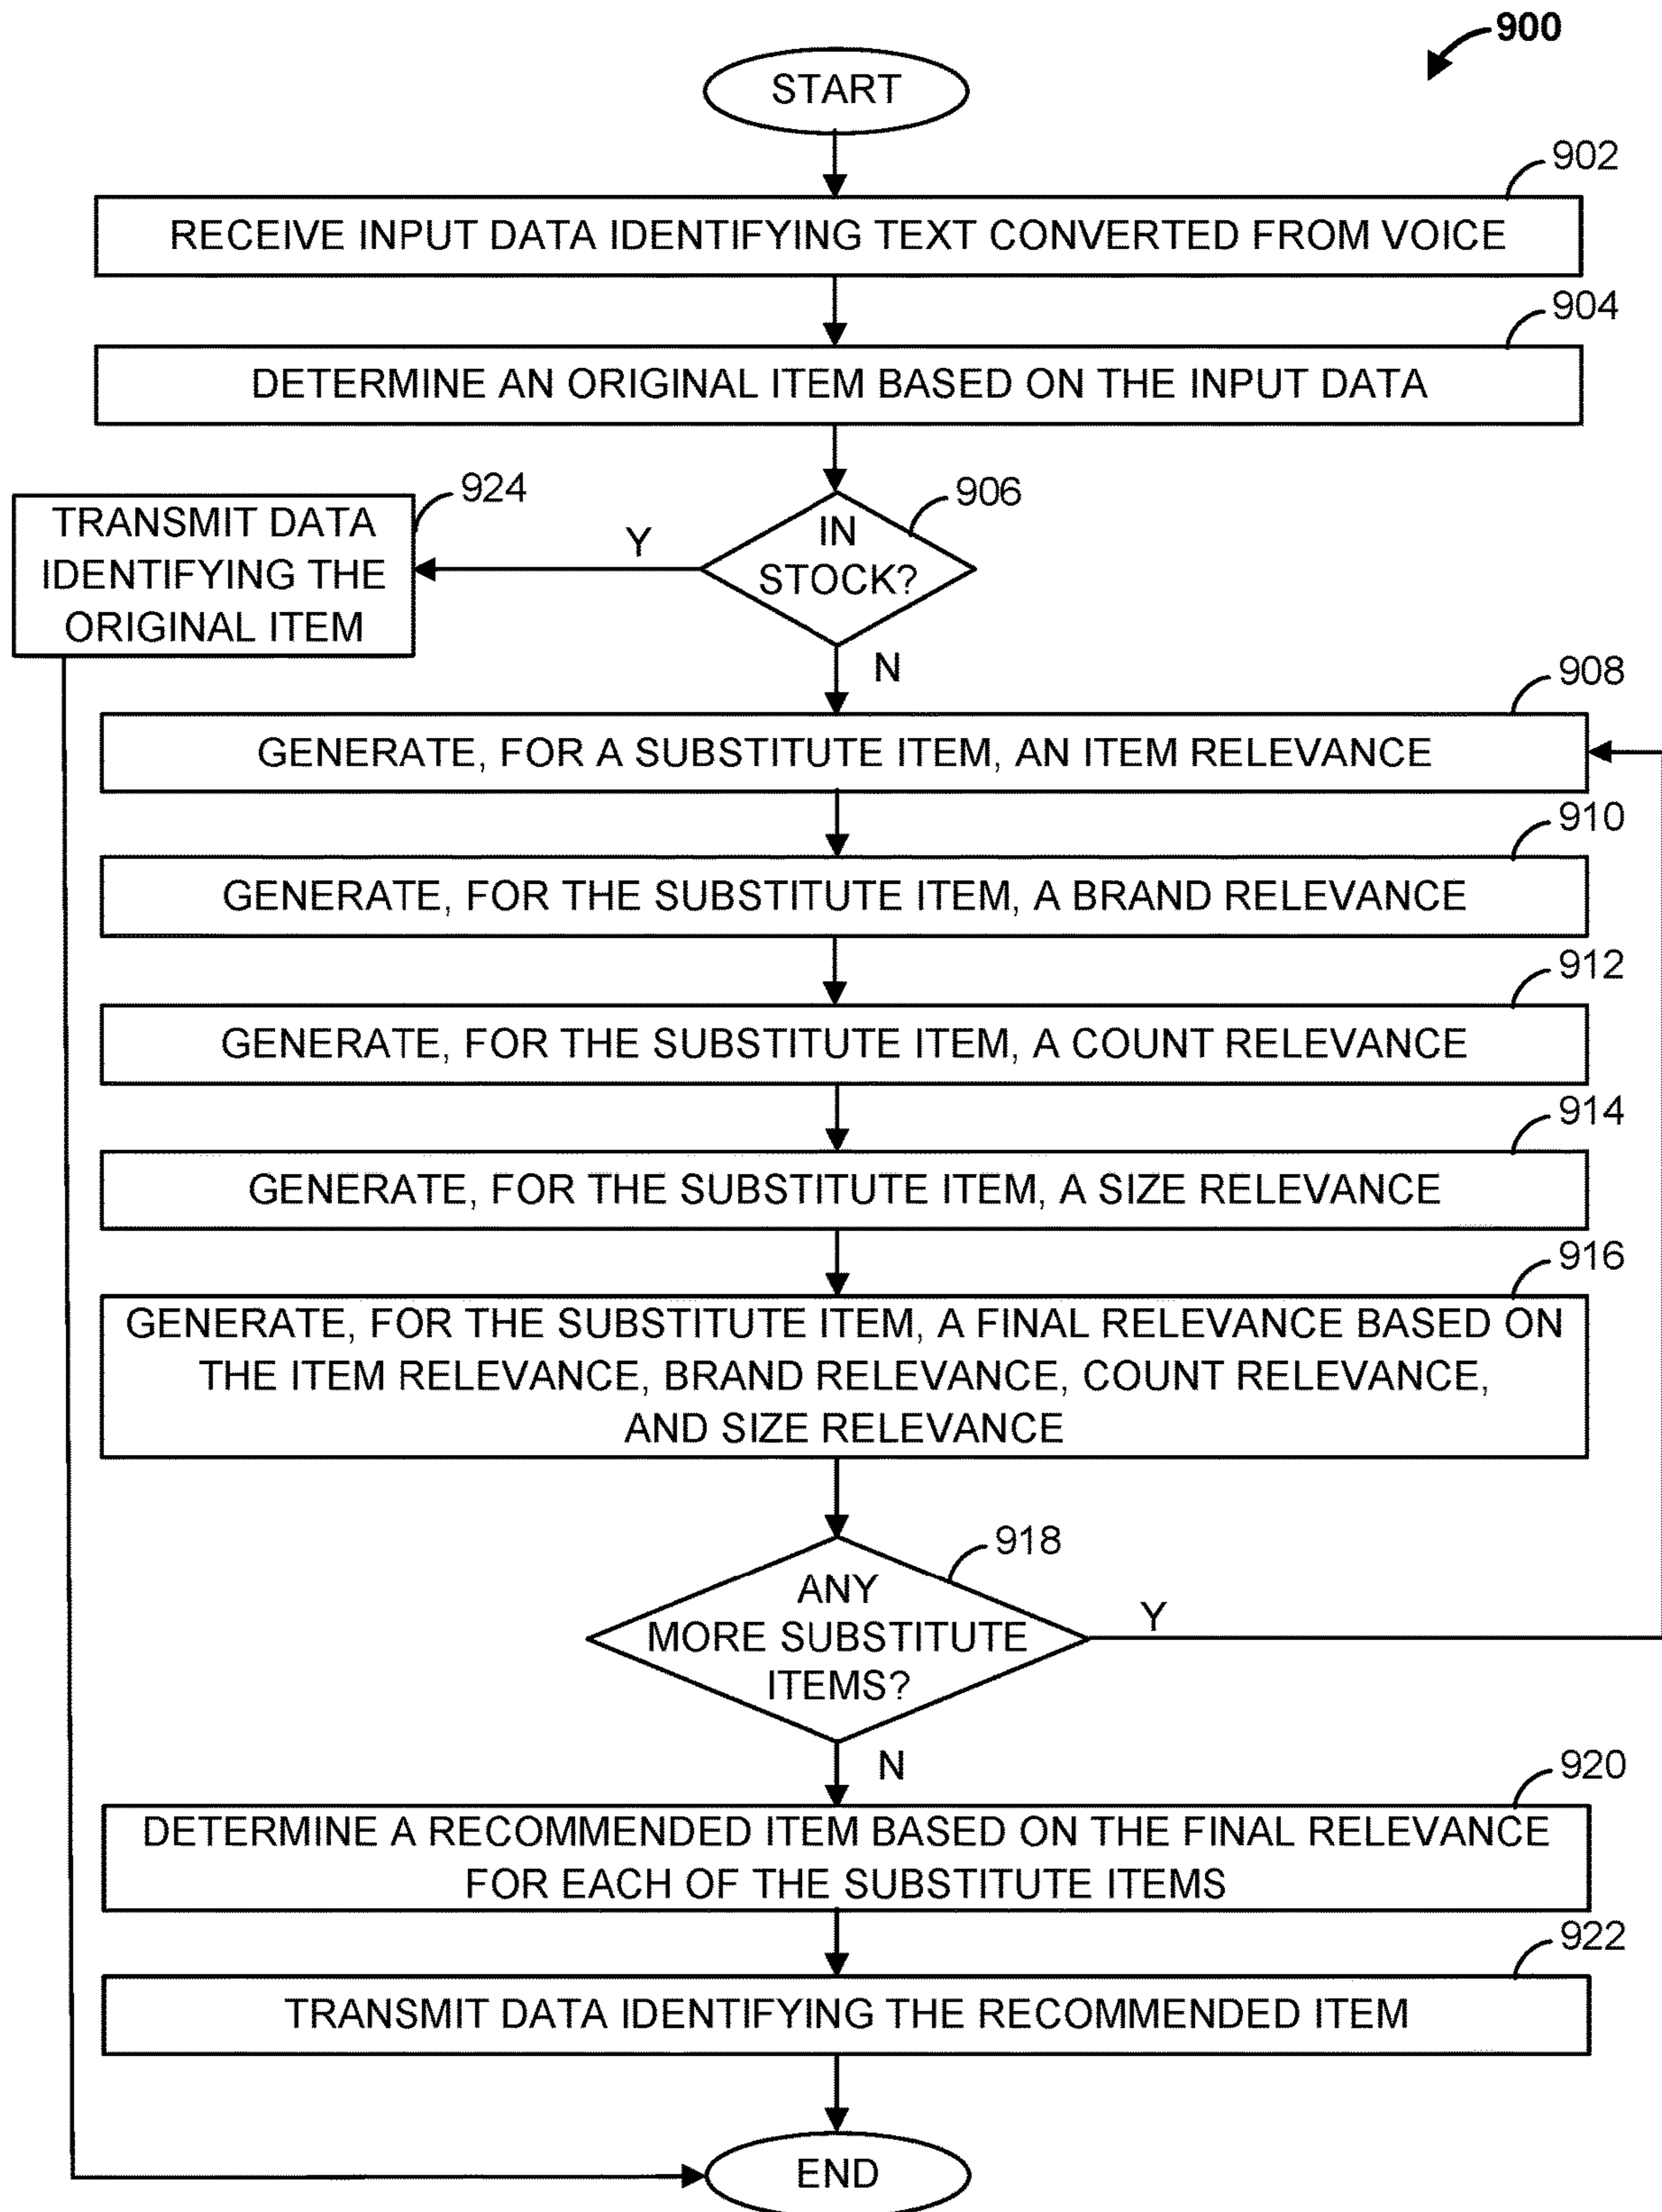 900
START
902
RECEIVE INPUT DATA IDENTIFYING TEXT CONVERTED FROM VOICE
904
DETERMINE AN ORIGINAL ITEM BASED ON THE INPUT DATA
924
TRANSMIT DATA
IDENTIFYING THE
ORIGINAL ITEM
Y
906
IN
STOCK?
N
908
GENERATE, FOR A SUBSTITUTE ITEM, AN ITEM RELEVANCE
910
GENERATE, FOR THE SUBSTITUTE ITEM, A BRAND RELEVANCE
912
GENERATE, FOR THE SUBSTITUTE ITEM, A COUNT RELEVANCE
914
GENERATE, FOR THE SUBSTITUTE ITEM, A SIZE RELEVANCE
916
GENERATE, FOR THE SUBSTITUTE ITEM, A FINAL RELEVANCE BASED ON
THE ITEM RELEVANCE, BRAND RELEVANCE, COUNT RELEVANCE,
AND SIZE RELEVANCE
918
ANY
MORE SUBSTITUTE
ITEMS?
Y
N
920
DETERMINE A RECOMMENDED ITEM BASED ON THE FINAL RELEVANCE
FOR EACH OF THE SUBSTITUTE ITEMS
922
TRANSMIT DATA IDENTIFYING THE RECOMMENDED ITEM
END